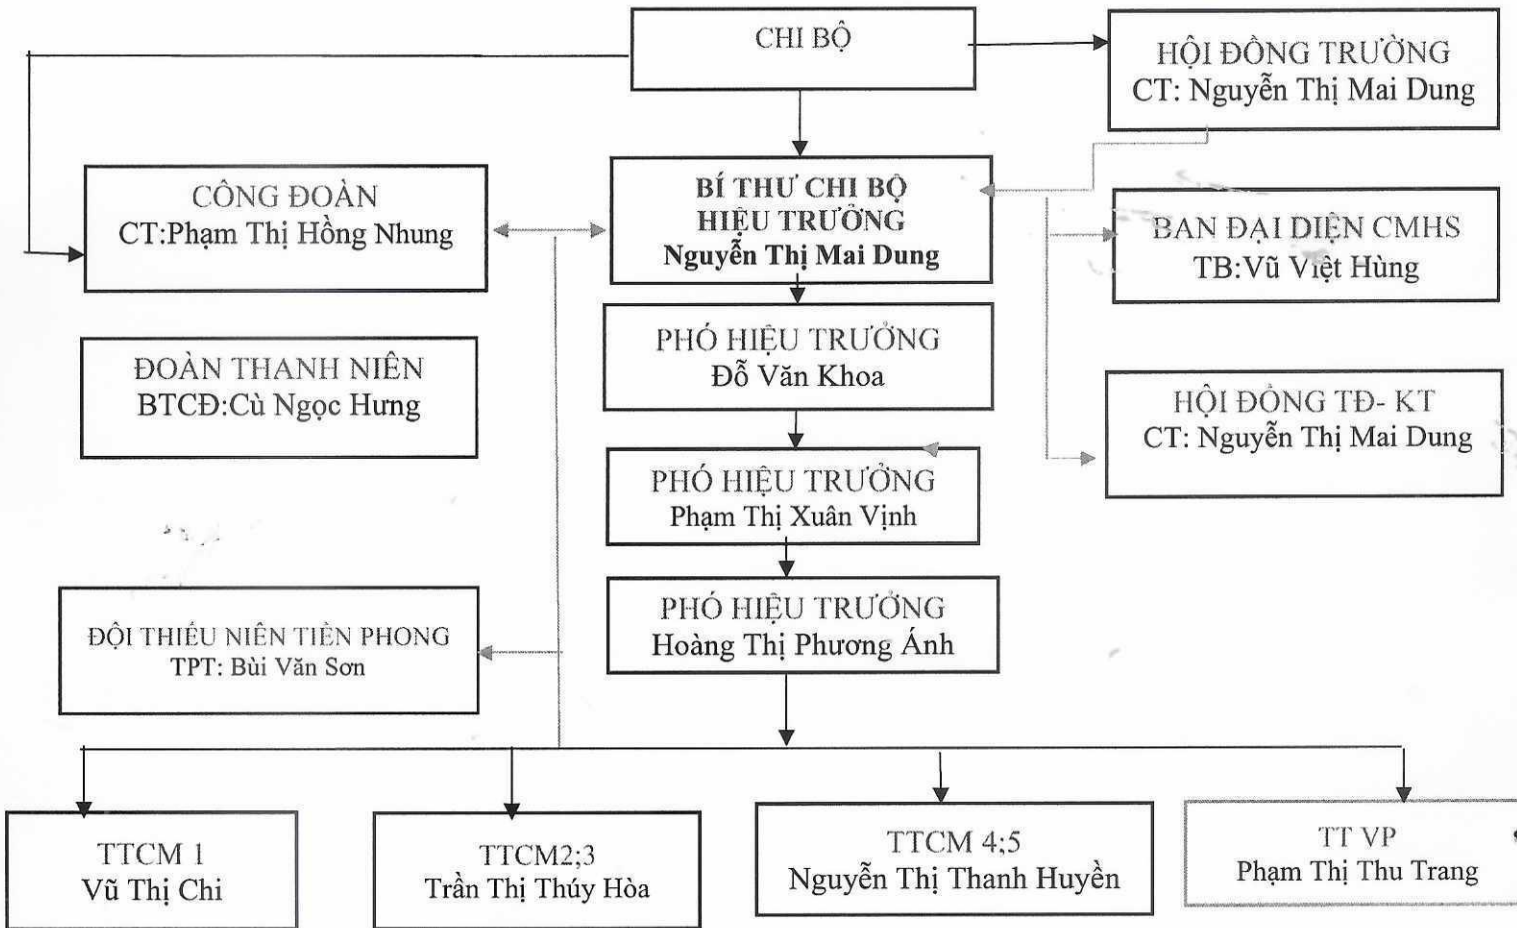 CHI BỘ
HỘI ĐỒNG TRƯỜNG
CT: Nguyễn Thị Mai Dung
CÔNG ĐOÀN
CT:Phạm Thị Hồng Nhung
BÍ THƯ CHI BỘ
HIỆU TRƯỞNG
Nguyễn Thị Mai Dung
BAN ĐẠI DIỆN CMHS
TB:Vũ Việt Hùng
PHÓ HIỆU TRƯỞNG
Đỗ Văn Khoa
ĐOÀN THANH NIÊN
BTCĐ:Cù Ngọc Hưng
HỘI ĐỒNG TĐ- KT
CT: Nguyễn Thị Mai Dung
PHÓ HIỆU TRƯỞNG
Phạm Thị Xuân Vịnh
PHÓ HIỆU TRƯỞNG
Hoàng Thị Phương Ánh
ĐỘI THIẾU NIÊN TIỀN PHONG
TPT: Bùi Văn Sơn
TTCM 1
Vũ Thị Chi
TTCM2;3
Trần Thị Thúy Hòa
TTCM 4;5
Nguyễn Thị Thanh Huyền
TT VP
Phạm Thị Thu Trang